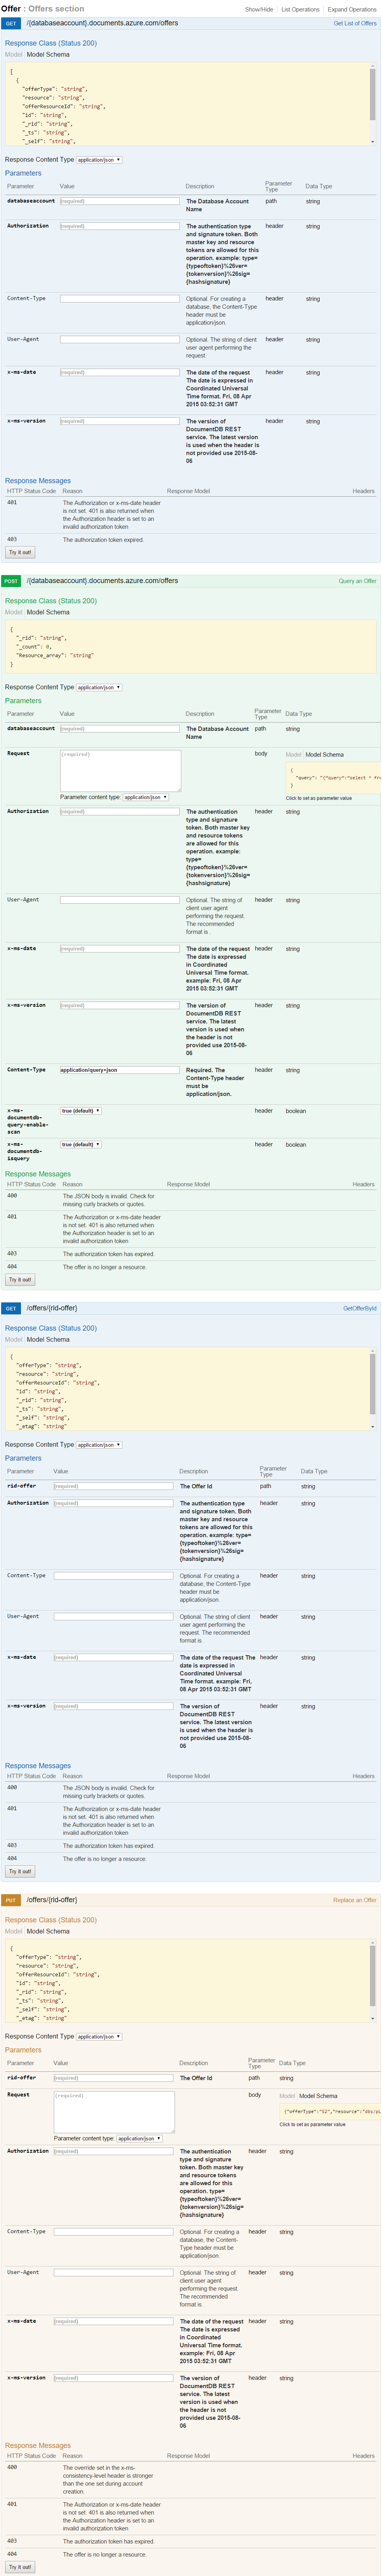 Offer : Offers section
Show/Hide | List Operations | Expand Operations
GET /{databaseaccount}.documents.azure.com/offers Get List of Offers
Response Class (Status 200)
Model | Model Schema
[
{
"offerType": "string",
"resource": "string",
"offerResourceId": "string",
"id": "string",
"_rid": "string",
"_ts": "string",
"_self": "string",
Response Content Type application/json
Parameters
Parameter Value Description Parameter Type Data Type
databaseaccount (required) The Database Account Name path string
Authorization (required) The authentication type and signature token. Both master key and resource tokens are allowed for this operation. example: type={typeoftoken}%26ver={tokenversion}%26sig={hashsignature} header string
Content-Type Optional. For creating a database, the Content-Type header must be application/json. header string
User-Agent Optional. The string of client user agent performing the request. header string
x-ms-date (required) The date of the request The date is expressed in Coordinated Universal Time format. Fri, 08 Apr 2015 03:52:31 GMT header string
x-ms-version (required) The version of DocumentDB REST service. The latest version is used when the header is not provided use 2015-08-06 header string
Response Messages
HTTP Status Code Reason Response Model Headers
401 The Authorization or x-ms-date header is not set. 401 is also returned when the Authorization header is set to an invalid authorization token
403 The authorization token expired.
Try it out!
POST /{databaseaccount}.documents.azure.com/offers Query an Offer
Response Class (Status 200)
Model | Model Schema
{
"_rid": "string",
"_count": 0,
"Resource_array": "string"
}
Response Content Type application/json
Parameters
Parameter Value Description Parameter Type Data Type
databaseaccount (required) The Database Account Name path string
Request (required) body Model | Model Schema
{
"query": "{"query":"select * fro
}
Parameter content type: application/json Click to set as parameter value
Authorization (required) The authentication type and signature token. Both master key and resource tokens are allowed for this operation. example: type={typeoftoken}%26ver={tokenversion}%26sig={hashsignature} header string
User-Agent Optional. The string of client user agent performing the request. The recommended format is . header string
x-ms-date (required) The date of the request The date is expressed in Coordinated Universal Time format. example: Fri, 08 Apr 2015 03:52:31 GMT header string
x-ms-version (required) The version of DocumentDB REST service. The latest version is used when the header is not provided use 2015-08-06 header string
Content-Type application/query+json Required. The Content-Type header must be application/json. header string
x-ms-documentdb-query-enable-scan true (default) header boolean
x-ms-documentdb-isquery true (default) header boolean
Response Messages
HTTP Status Code Reason Response Model Headers
400 The JSON body is invalid. Check for missing curly brackets or quotes.
401 The Authorization or x-ms-date header is not set. 401 is also returned when the Authorization header is set to an invalid authorization token
403 The authorization token has expired.
404 The offer is no longer a resource.
Try it out!
GET /offers/{rid-offer} GetOfferById
Response Class (Status 200)
Model | Model Schema
{
"offerType": "string",
"resource": "string",
"offerResourceId": "string",
"id": "string",
"_rid": "string",
"_ts": "string",
"_self": "string",
"_etag": "string"
Response Content Type application/json
Parameters
Parameter Value Description Parameter Type Data Type
rid-offer (required) The Offer Id path string
Authorization (required) The authentication type and signature token. Both master key and resource tokens are allowed for this operation. example: type={typeoftoken}%26ver={tokenversion}%26sig={hashsignature} header string
Content-Type Optional. For creating a database, the Content-Type header must be application/json. header string
User-Agent Optional. The string of client user agent performing the request. The recommended format is . header string
x-ms-date (required) The date of the request The date is expressed in Coordinated Universal Time format. example: Fri, 08 Apr 2015 03:52:31 GMT header string
x-ms-version (required) The version of DocumentDB REST service. The latest version is used when the header is not provided use 2015-08-06 header string
Response Messages
HTTP Status Code Reason Response Model Headers
400 The JSON body is invalid. Check for missing curly brackets or quotes.
401 The Authorization or x-ms-date header is not set. 401 is also returned when the Authorization header is set to an invalid authorization token
403 The authorization token has expired.
404 The offer is no longer a resource.
Try it out!
PUT /offers/{rid-offer} Replace an Offer
Response Class (Status 200)
Model | Model Schema
{
"offerType": "string",
"resource": "string",
"offerResourceId": "string",
"id": "string",
"_rid": "string",
"_ts": "string",
"_self": "string",
"_etag": "string"
Response Content Type application/json
Parameters
Parameter Value Description Parameter Type Data Type
rid-offer (required) The Offer Id path string
Request (required) body Model | Model Schema
{"offerType":"S2","resource":"dbs/pL
Parameter content type: application/json Click to set as parameter value
Authorization (required) The authentication type and signature token. Both master key and resource tokens are allowed for this operation. type={typeoftoken}%26ver={tokenversion}%26sig={hashsignature} header string
Content-Type Optional. For creating a database, the Content-Type header must be application/json. header string
User-Agent Optional. The string of client user agent performing the request. The recommended format is header string
x-ms-date (required) The date of the request The date is expressed in Coordinated Universal Time format. example: Fri, 08 Apr 2015 03:52:31 GMT header string
x-ms-version (required) The version of DocumentDB REST service. The latest version is used when the header is not provided use 2015-08-06 header string
Response Messages
HTTP Status Code Reason Response Model Headers
400 The override set in the x-ms-consistency-level header is stronger than the one set during account creation.
401 The Authorization or x-ms-date header is not set. 401 is also returned when the Authorization header is set to an invalid authorization token
403 The authorization token has expired.
404 The offer is no longer a resource.
Try it out!